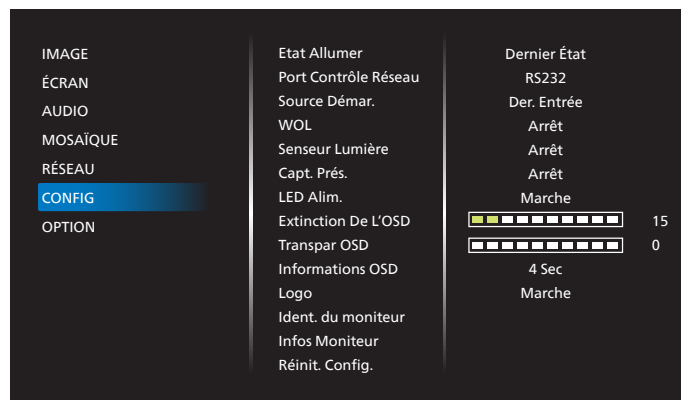 IMAGE
ÉCRAN
AUDIO
MOSAÏQUE
RÉSEAU
CONFIG
OPTION
Etat Allumer Dernier État
Port Contrôle Réseau RS232
Source Démar. Der. Entrée
WOL Arrêt
Senseur Lumière Arrêt
Capt. Prés. Arrêt
LED Alim. Marche
Extinction De L'OSD 15
Transpar OSD 0
Informations OSD 4 Sec
Logo Marche
Ident. du moniteur
Infos Moniteur
Réinit. Config.